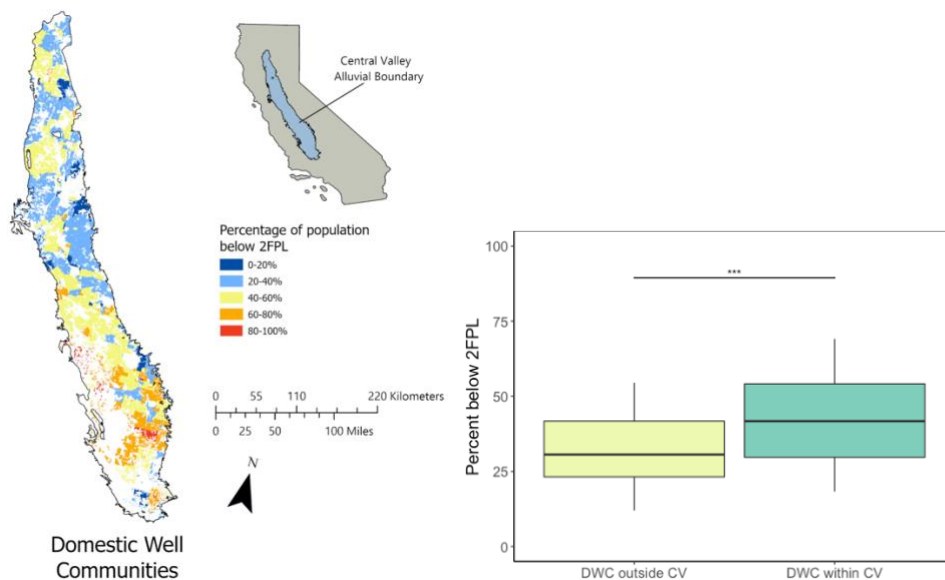 Central Valley
Alluvial Boundary
Percentage of population
below 2FPL
0-20%
20-40%
40-60%
60-80%
80-100%
0 55 110 220 Kilometers
0 25 50 100 Miles
N
Domestic Well
Communities
Percent below 2FPL
100
75
50
25
0
***
DWC outside CV
DWC within CV